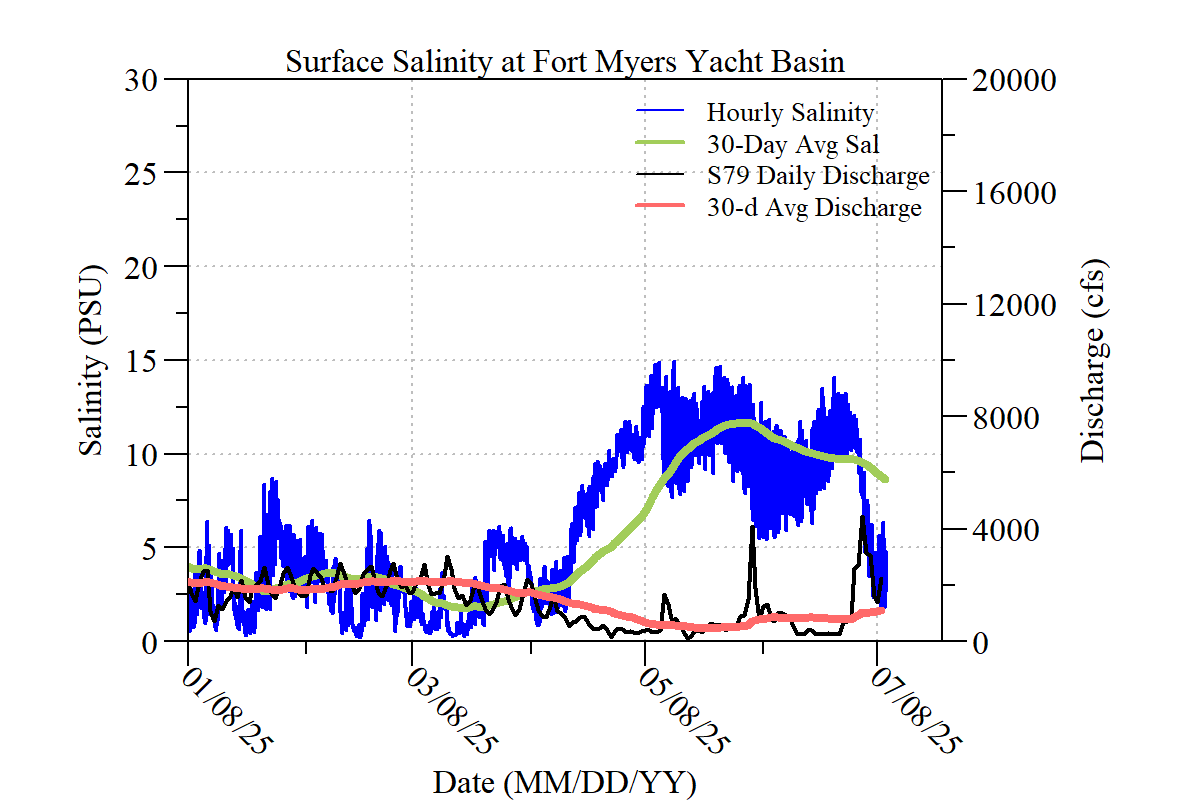 Surface Salinity at Fort Myers Yacht Basin
30
25
20
15
10
5
0
Salinity (PSU)
Hourly Salinity
30-Day Avg Sal
S79 Daily Discharge
30-d Avg Discharge
20000
16000
12000
8000
4000
0
Discharge (cfs)
01/08/25
03/08/25
05/08/25
07/08/25
Date (MM/DD/YY)